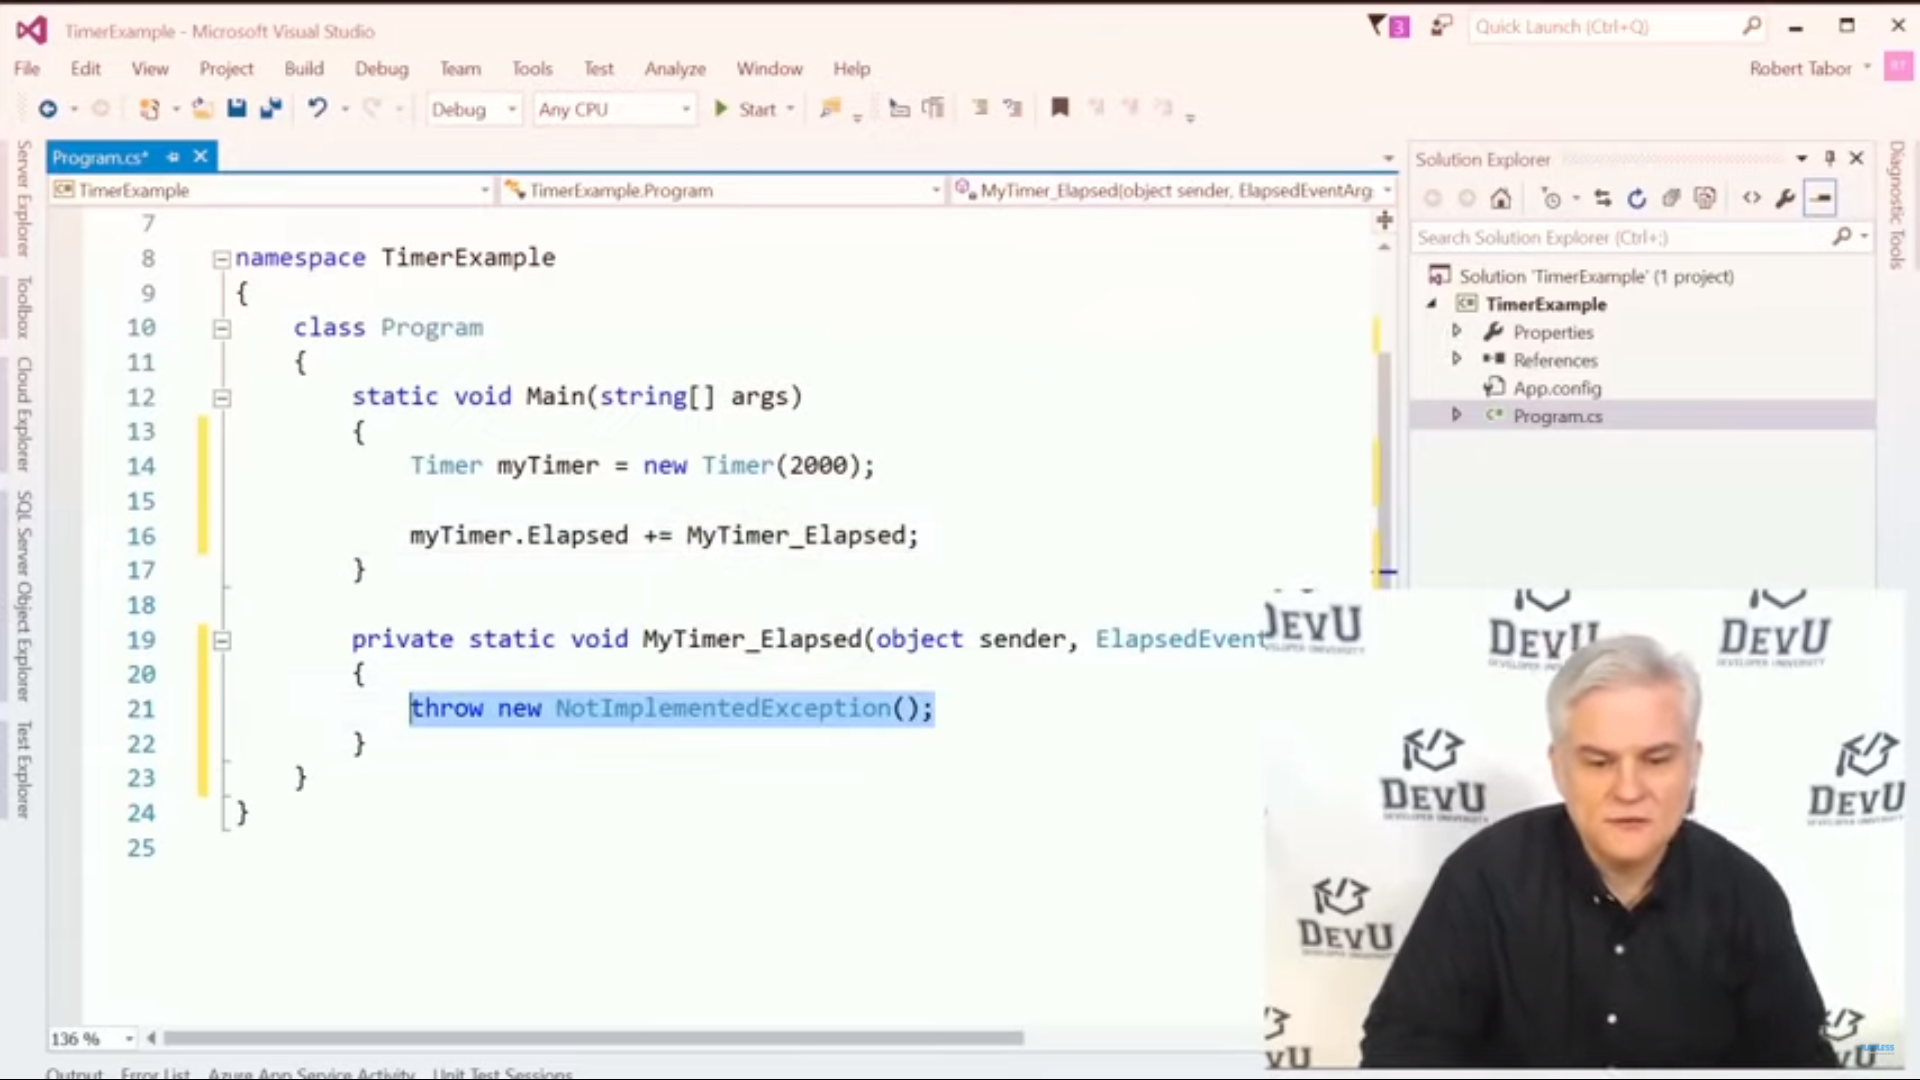 TimerExample - Microsoft Visual Studio
3
Quick Launch (Ctrl+Q)
File Edit View Project Build Debug Team Tools Test Analyze Window Help
Robert Tabor
RT
Debug Any CPU Start
Program.cs*
TimerExample
TimerExample.Program
MyTimer_Elapsed(object sender, ElapsedEventArg
7
8 namespace TimerExample
9 {
10 class Program
11 {
12 static void Main(string[] args)
13 {
14 Timer myTimer = new Timer(2000);
15
16 myTimer.Elapsed += MyTimer_Elapsed;
17 }
18
19 private static void MyTimer_Elapsed(object sender, ElapsedEvent
20 {
21 throw new NotImplementedException();
22 }
23 }
24 }
25
136 %
Output Error List Azure App Service Activity Unit Test Sessions
Server Explorer
Toolbox
Cloud Explorer
SQL Server Object Explorer
Test Explorer
Solution Explorer
Search Solution Explorer (Ctrl+;)
Solution 'TimerExample' (1 project)
TimerExample
Properties
References
App.config
Program.cs
Diagnostic Tools
DEVU
DEVU
DEVU
DEVU
DEVELOPER UNIVERSITY
DEVU
DEVELOPER UNIVERSITY
DEVU